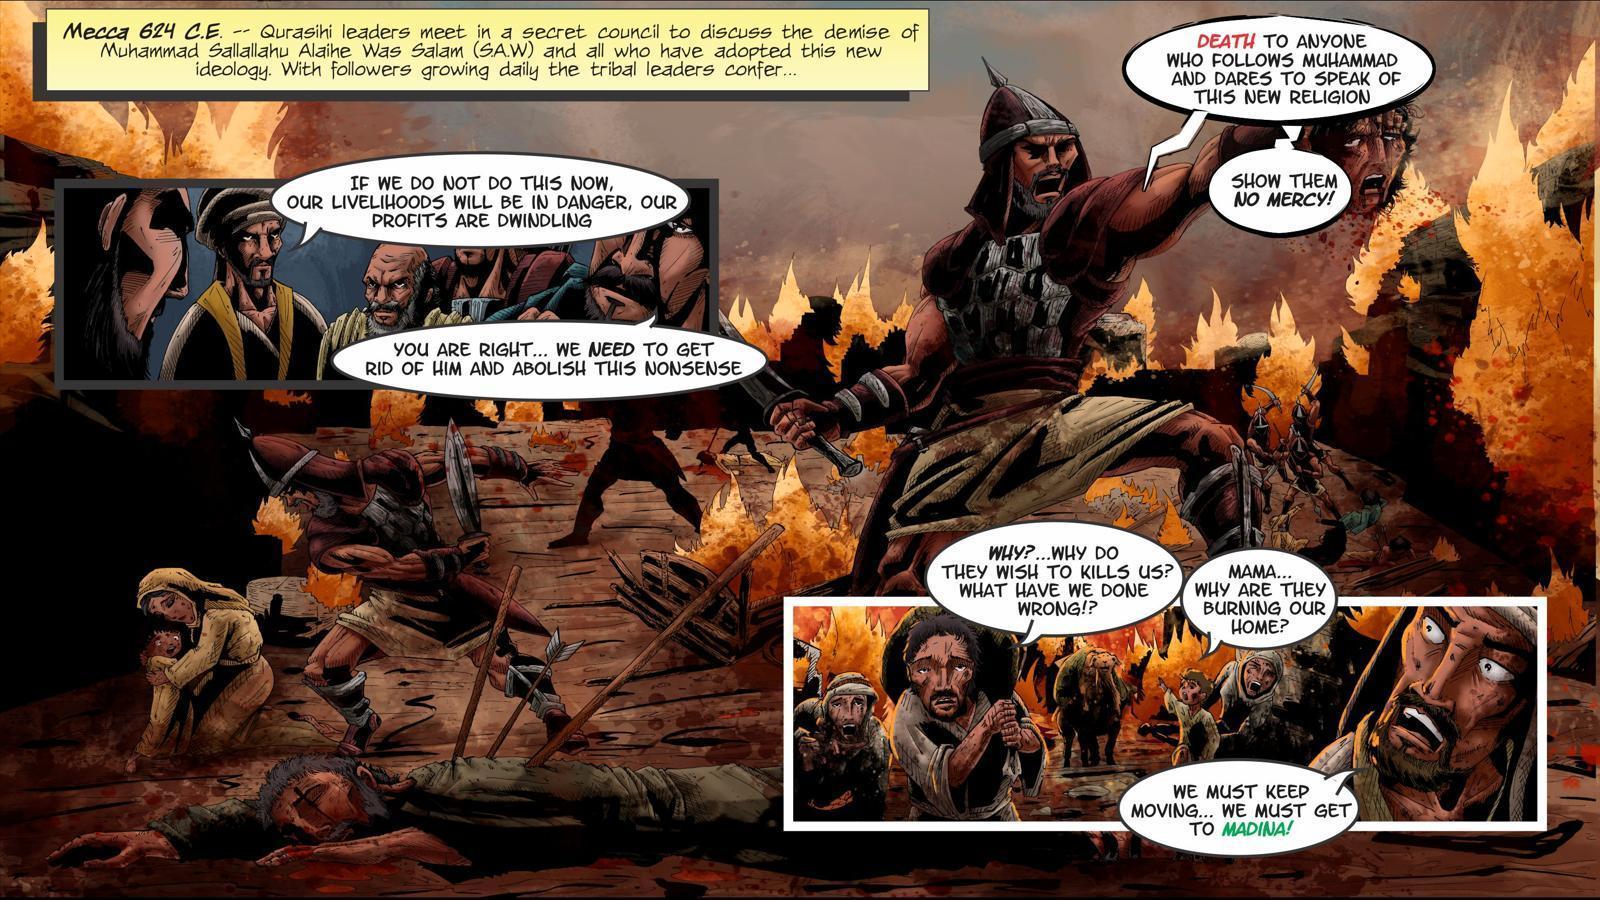 Mecca 624 C.E. -- Qurasihi leaders meet in a secret council to discuss the demise of
Muhammad Sallallahu Alaihe Was Salam (S.A.W) and all who have adopted this new
ideology. With followers growing daily the tribal leaders confer...
IF WE DO NOT DO THIS NOW,
OUR LIVELIHOODS WILL BE IN DANGER, OUR
PROFITS ARE DWINDLING
YOU ARE RIGHT... WE NEED TO GET
RID OF HIM AND ABOLISH THIS NONSENSE
DEATH TO ANYONE
WHO FOLLOWS MUHAMMAD
AND DARES TO SPEAK OF
THIS NEW RELIGION
SHOW THEM
NO MERCY!
WHY?...WHY DO
THEY WISH TO KILLS US?
WHAT HAVE WE DONE
WRONG!?
MAMA...
WHY ARE THEY
BURNING OUR
HOME?
WE MUST KEEP
MOVING... WE MUST GET
TO MADINA!